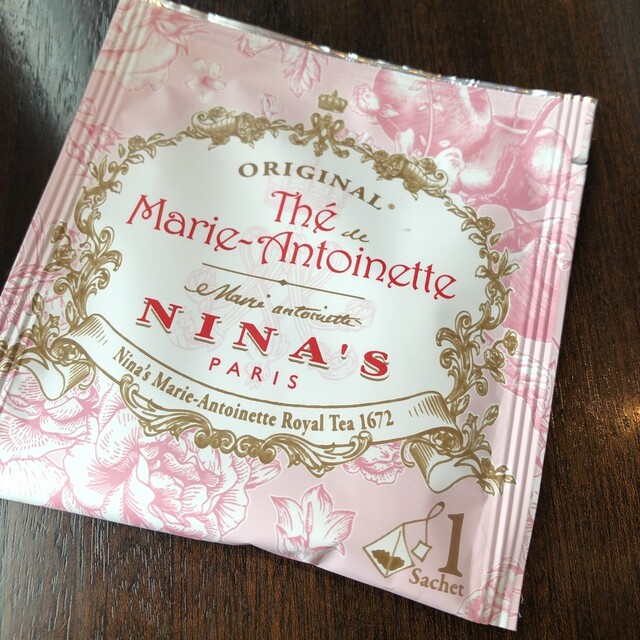 ORIGINAL®
Thé de
Marie-Antoinette
Marie antoinette
NINA'S
PARIS
Nina's Marie-Antoinette Royal Tea 1672
1
Sachet